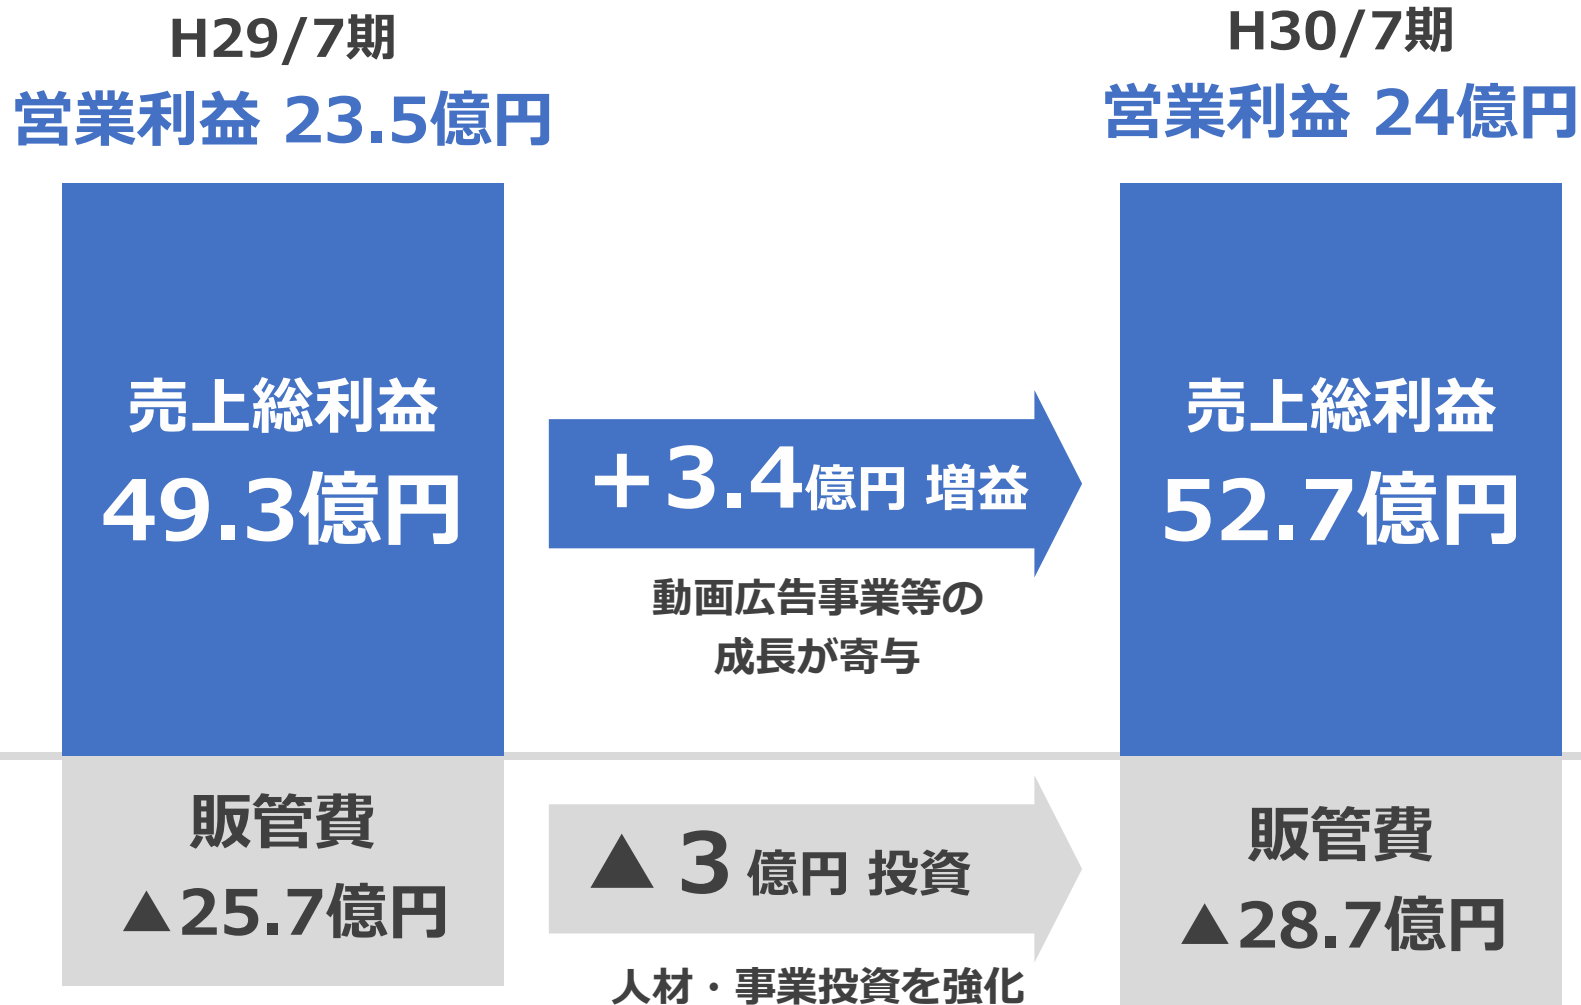 H29/7期
営業利益 23.5億円
売上総利益
49.3億円
販管費
▲25.7億円
＋3.4億円 増益
動画広告事業等の
成長が寄与
▲3億円 投資
人材・事業投資を強化
H30/7期
営業利益 24億円
売上総利益
52.7億円
販管費
▲28.7億円